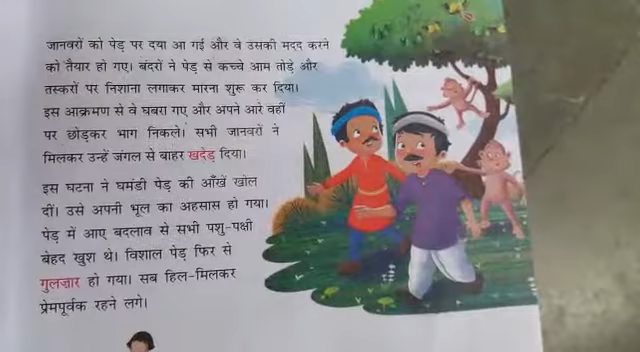 जानवरों को पेड़ पर दया आ गई और वे उसकी मदद करने
को तैयार हो गए। बंदरों ने पेड़ से कच्चे आम तोड़े और
तस्करों पर निशाना लगाकर मारना शुरू कर दिया।
इस आक्रमण से वे घबरा गए और अपने आरे वहीं
पर छोड़कर भाग निकले। सभी जानवरों ने
मिलकर उन्हें जंगल से बाहर खदेड़ दिया।
इस घटना ने घमंडी पेड़ की आँखें खोल
दीं। उसे अपनी भूल का अहसास हो गया।
पेड़ में आए बदलाव से सभी पशु-पक्षी
बेहद खुश थे। विशाल पेड़ फिर से
गुलज़ार हो गया। सब हिल-मिलकर
प्रेमपूर्वक रहने लगे।